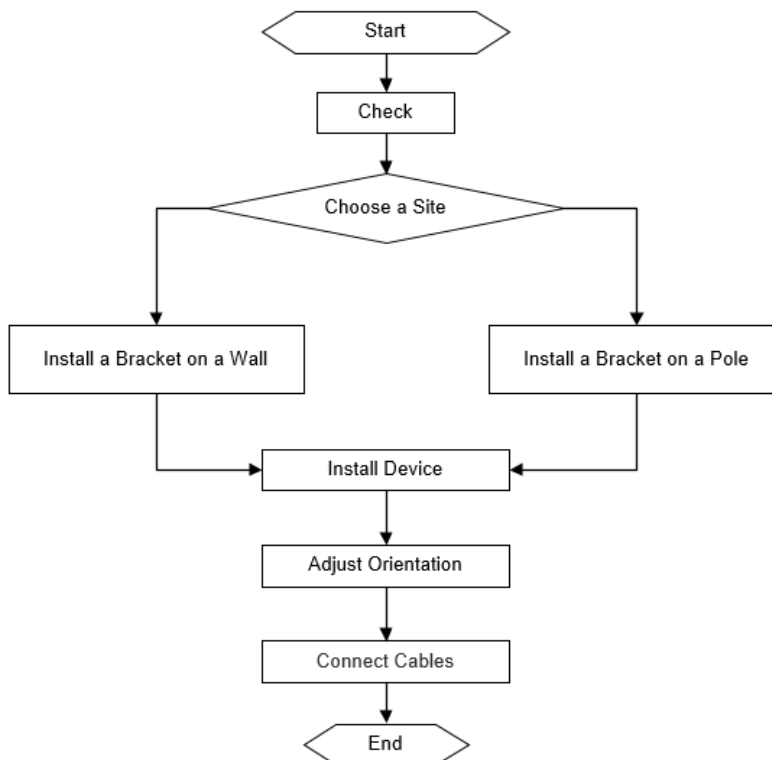 Start
Check
Choose a Site
Install a Bracket on a Wall
Install a Bracket on a Pole
Install Device
Adjust Orientation
Connect Cables
End